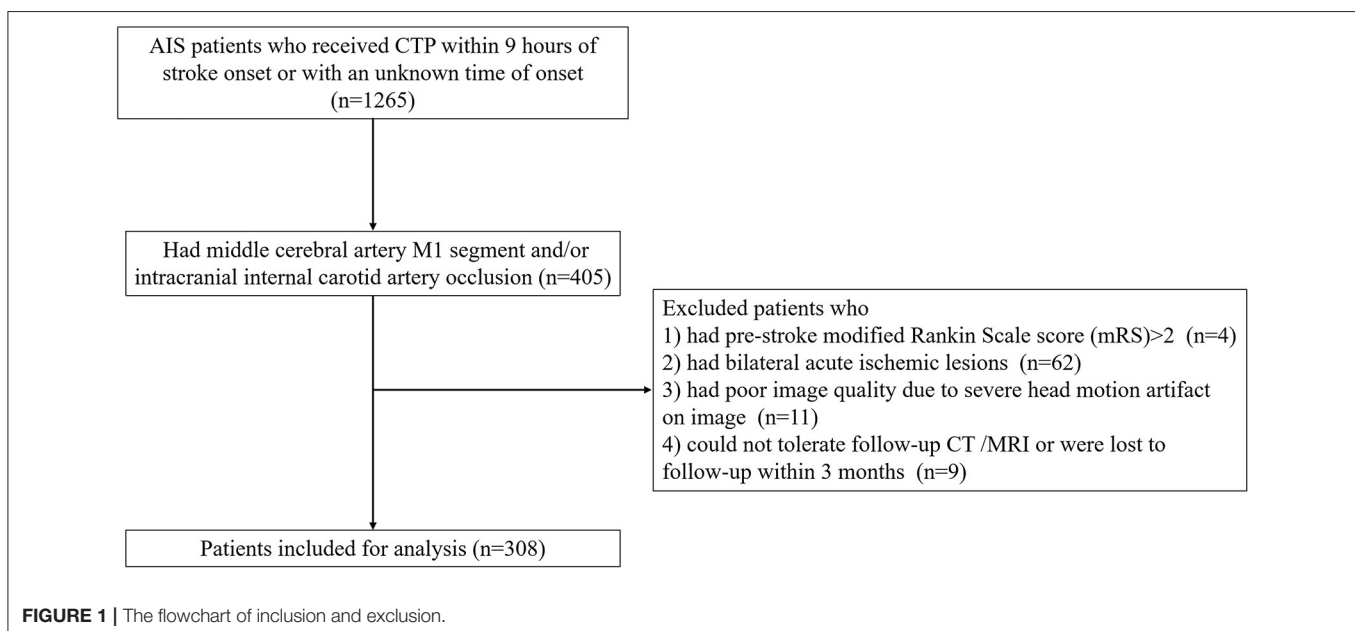 AIS patients who received CTP within 9 hours of
stroke onset or with an unknown time of onset
(n=1265)
Had middle cerebral artery M1 segment and/or
intracranial internal carotid artery occlusion (n=405)
Excluded patients who
1) had pre-stroke modified Rankin Scale score (mRS)>2 (n=4)
2) had bilateral acute ischemic lesions (n=62)
3) had poor image quality due to severe head motion artifact
on image (n=11)
4) could not tolerate follow-up CT /MRI or were lost to
follow-up within 3 months (n=9)
Patients included for analysis (n=308)
FIGURE 1 | The flowchart of inclusion and exclusion.